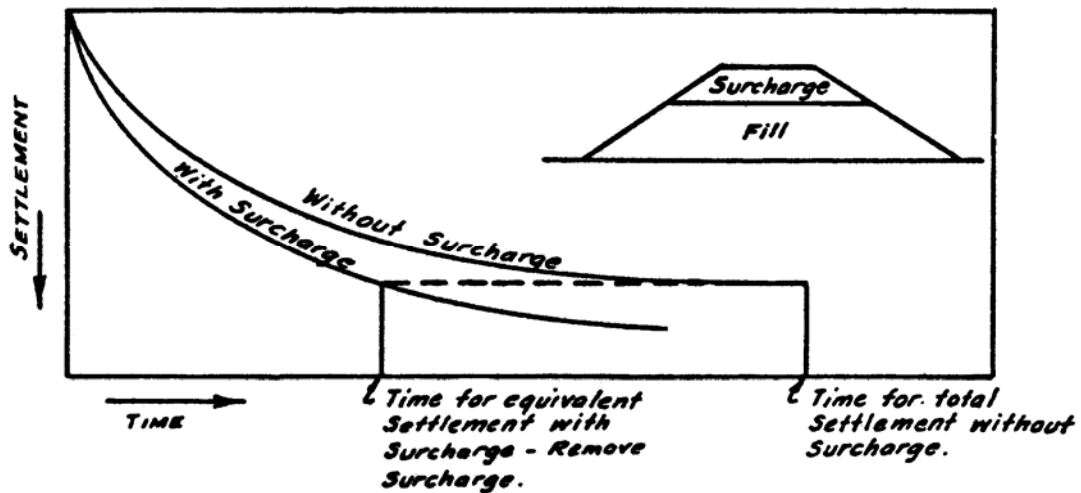 Surcharge
Fill
SETTLEMENT
With Surcharge
Without Surcharge
TIME
t Time for equivalent
Settlement with
Surcharge - Remove
Surcharge.
t Time for total
Settlement without
Surcharge.